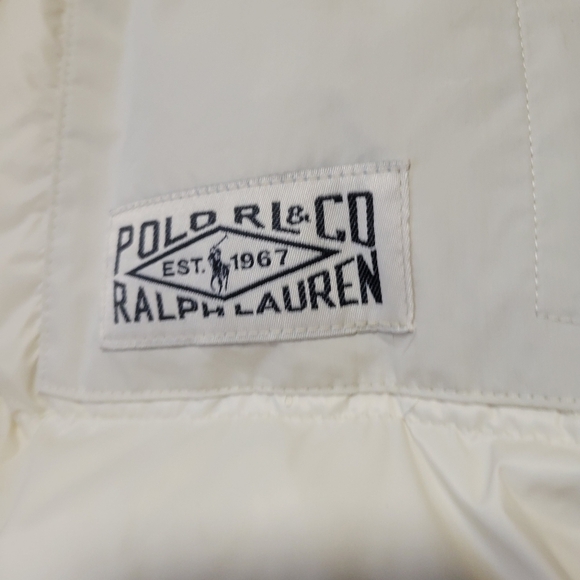 POLO RL& CO
EST. 1967
RALPH LAUREN